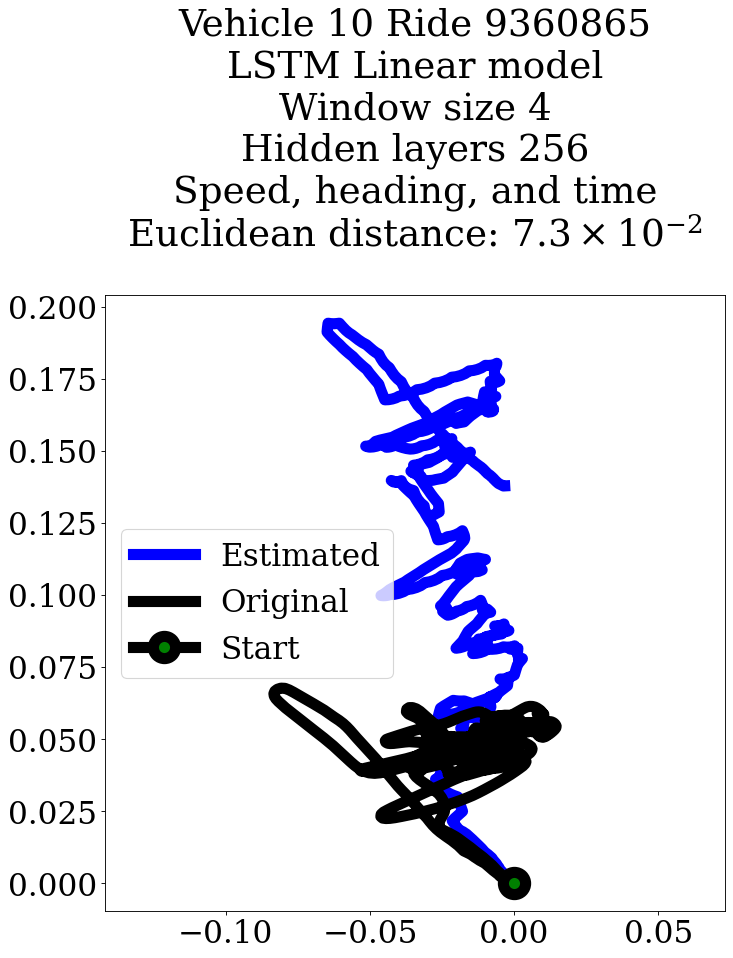 Vehicle 10 Ride 9360865
LSTM Linear model
Window size 4
Hidden layers 256
Speed, heading, and time
Euclidean distance: 7.3 × 10⁻²
0.200
0.175
0.150
0.125
0.100
0.075
0.050
0.025
0.000
Estimated
Original
Start
−0.10 −0.05 0.00 0.05